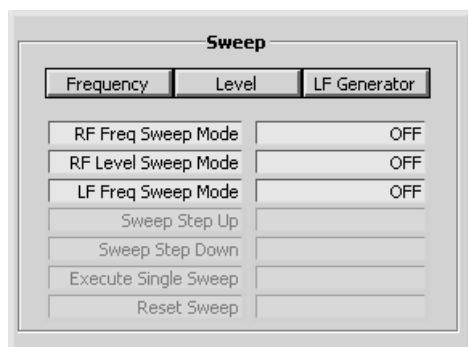 Sweep
Frequency Level LF Generator
RF Freq Sweep Mode OFF
RF Level Sweep Mode OFF
LF Freq Sweep Mode OFF
Sweep Step Up
Sweep Step Down
Execute Single Sweep
Reset Sweep